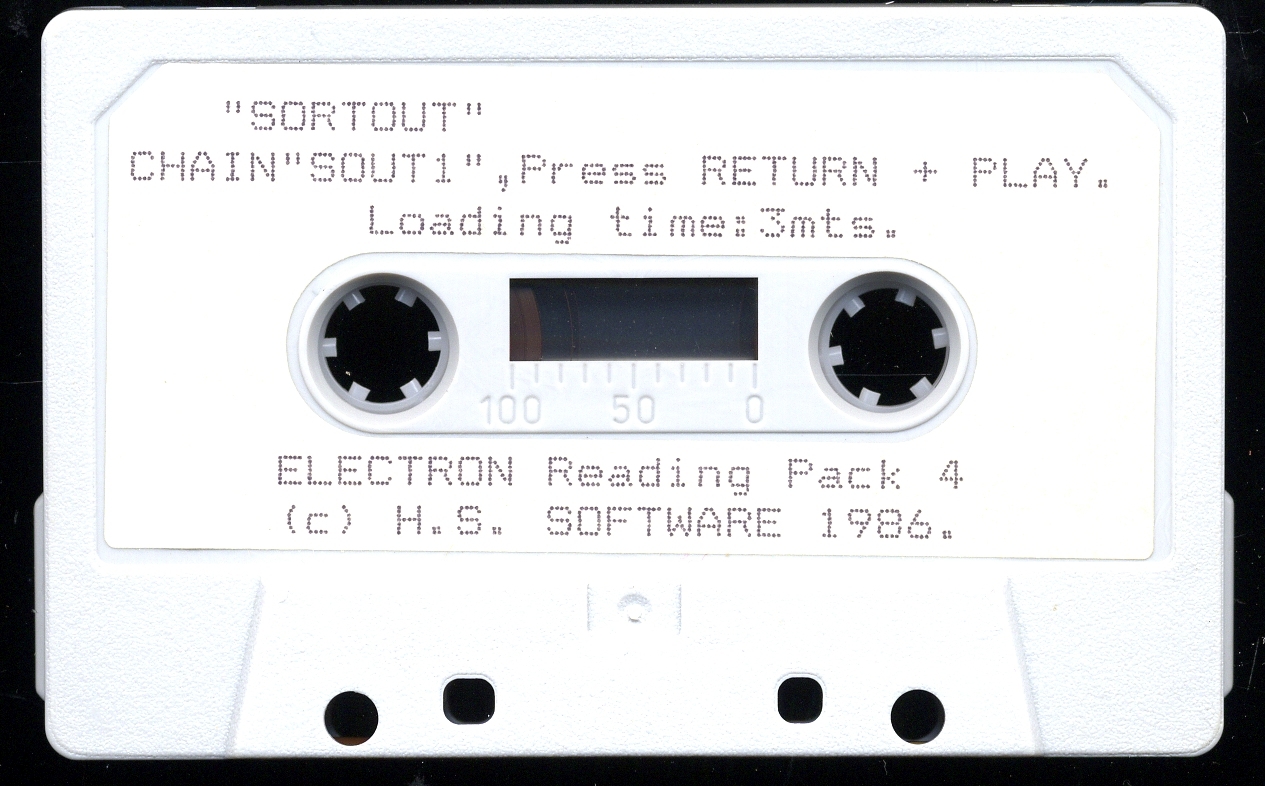 "SORTOUT"
CHAIN"SOUT1",Press RETURN + PLAY.
Loading time:3mts.
100 50 0
ELECTRON Reading Pack 4
(c) H.S. SOFTWARE 1986.